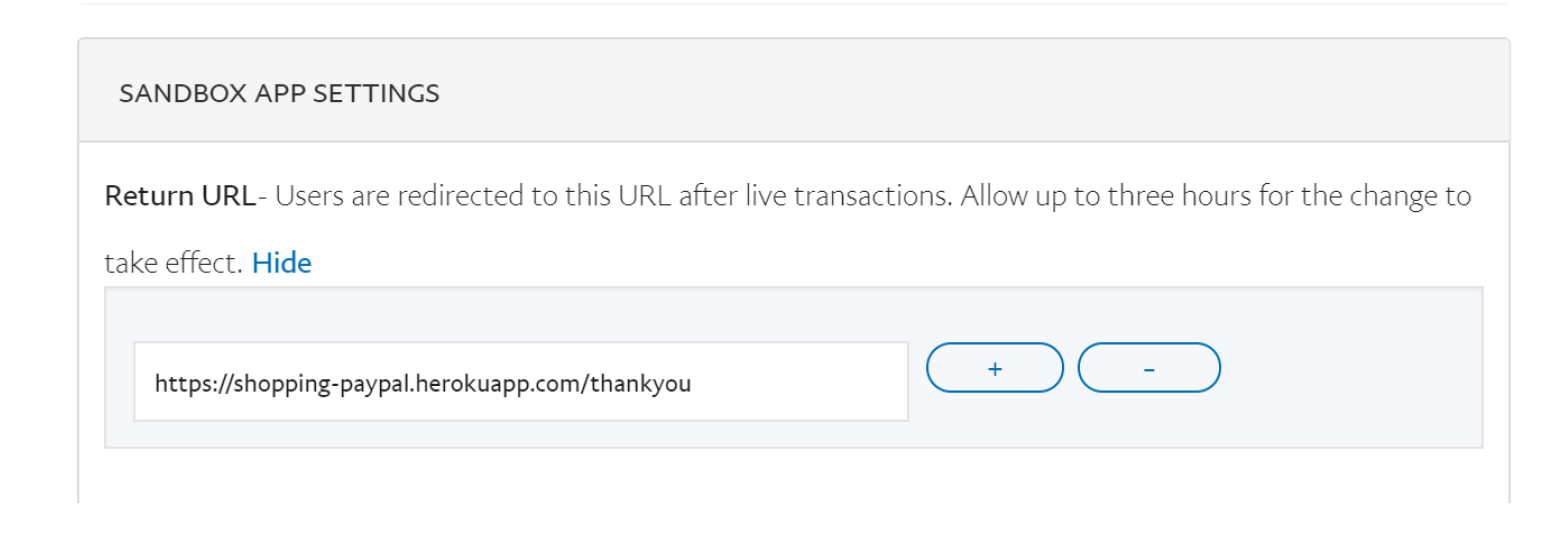 SANDBOX APP SETTINGS
Return URL- Users are redirected to this URL after live transactions. Allow up to three hours for the change to
take effect. Hide
https://shopping-paypal.herokuapp.com/thankyou
+ -